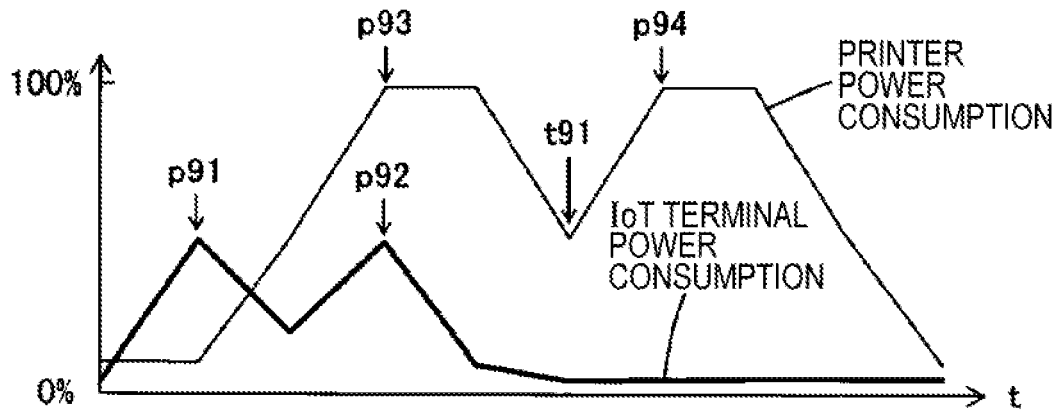 p93
p94
100%
PRINTER
POWER
CONSUMPTION
t91
p91
p92
IoT TERMINAL
POWER
CONSUMPTION
0%
t